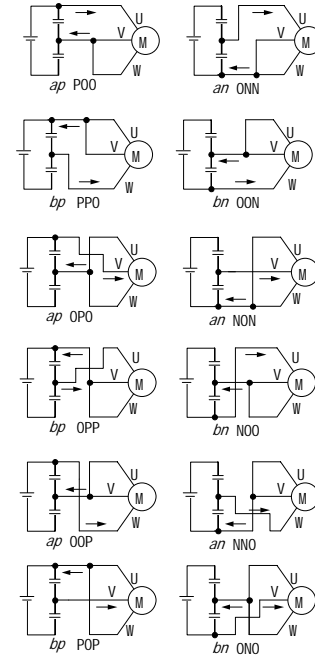 U
V M
W
ap POO
U
V M
W
an ONN
U
V M
W
bp PPO
U
V M
W
bn OON
U
V M
W
ap OPO
U
V M
W
an NON
U
V M
W
bp OPP
U
V M
W
bn NOO
U
V M
W
ap OOP
U
V M
W
an NNO
U
V M
W
bp POP
U
V M
W
bn ONO